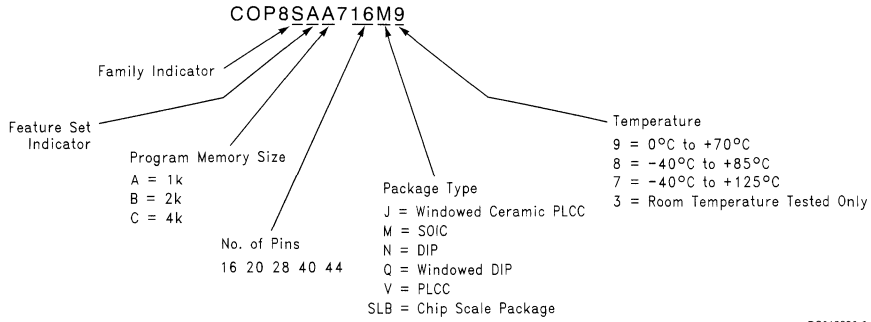 COP8SAA716M9
Family Indicator
Feature Set
Indicator
Program Memory Size
A = 1k
B = 2k
C = 4k
No. of Pins
16 20 28 40 44
Package Type
J = Windowed Ceramic PLCC
M = SOIC
N = DIP
Q = Windowed DIP
V = PLCC
SLB = Chip Scale Package
Temperature
9 = 0°C to +70°C
8 = −40°C to +85°C
7 = −40°C to +125°C
3 = Room Temperature Tested Only